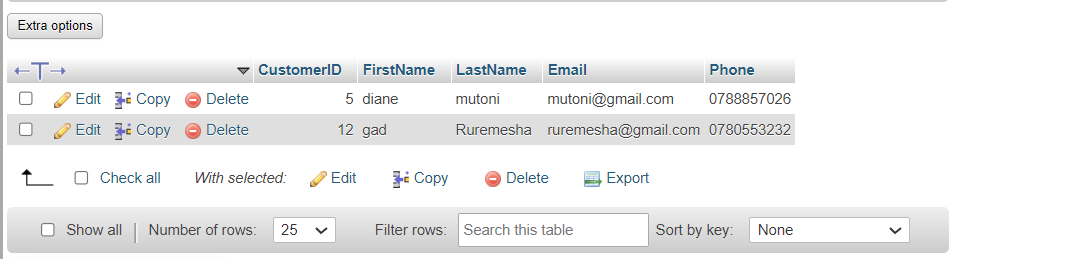 Extra options
←T→ CustomerID FirstName LastName Email Phone
Edit Copy Delete 5 diane mutoni mutoni@gmail.com 0788857026
Edit Copy Delete 12 gad Ruremesha ruremesha@gmail.com 0780553232
Check all With selected: Edit Copy Delete Export
Show all Number of rows: 25 Filter rows: Search this table Sort by key: None